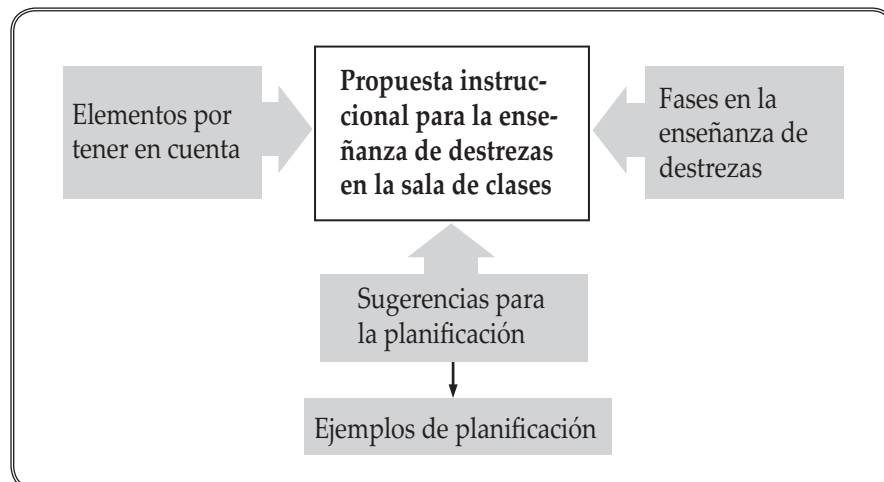 Elementos por
tener en cuenta
Propuesta instruc-
cional para la ense-
ñanza de destrezas
en la sala de clases
Fases en la
enseñanza de
destrezas
Sugerencias para
la planificación
Ejemplos de planificación